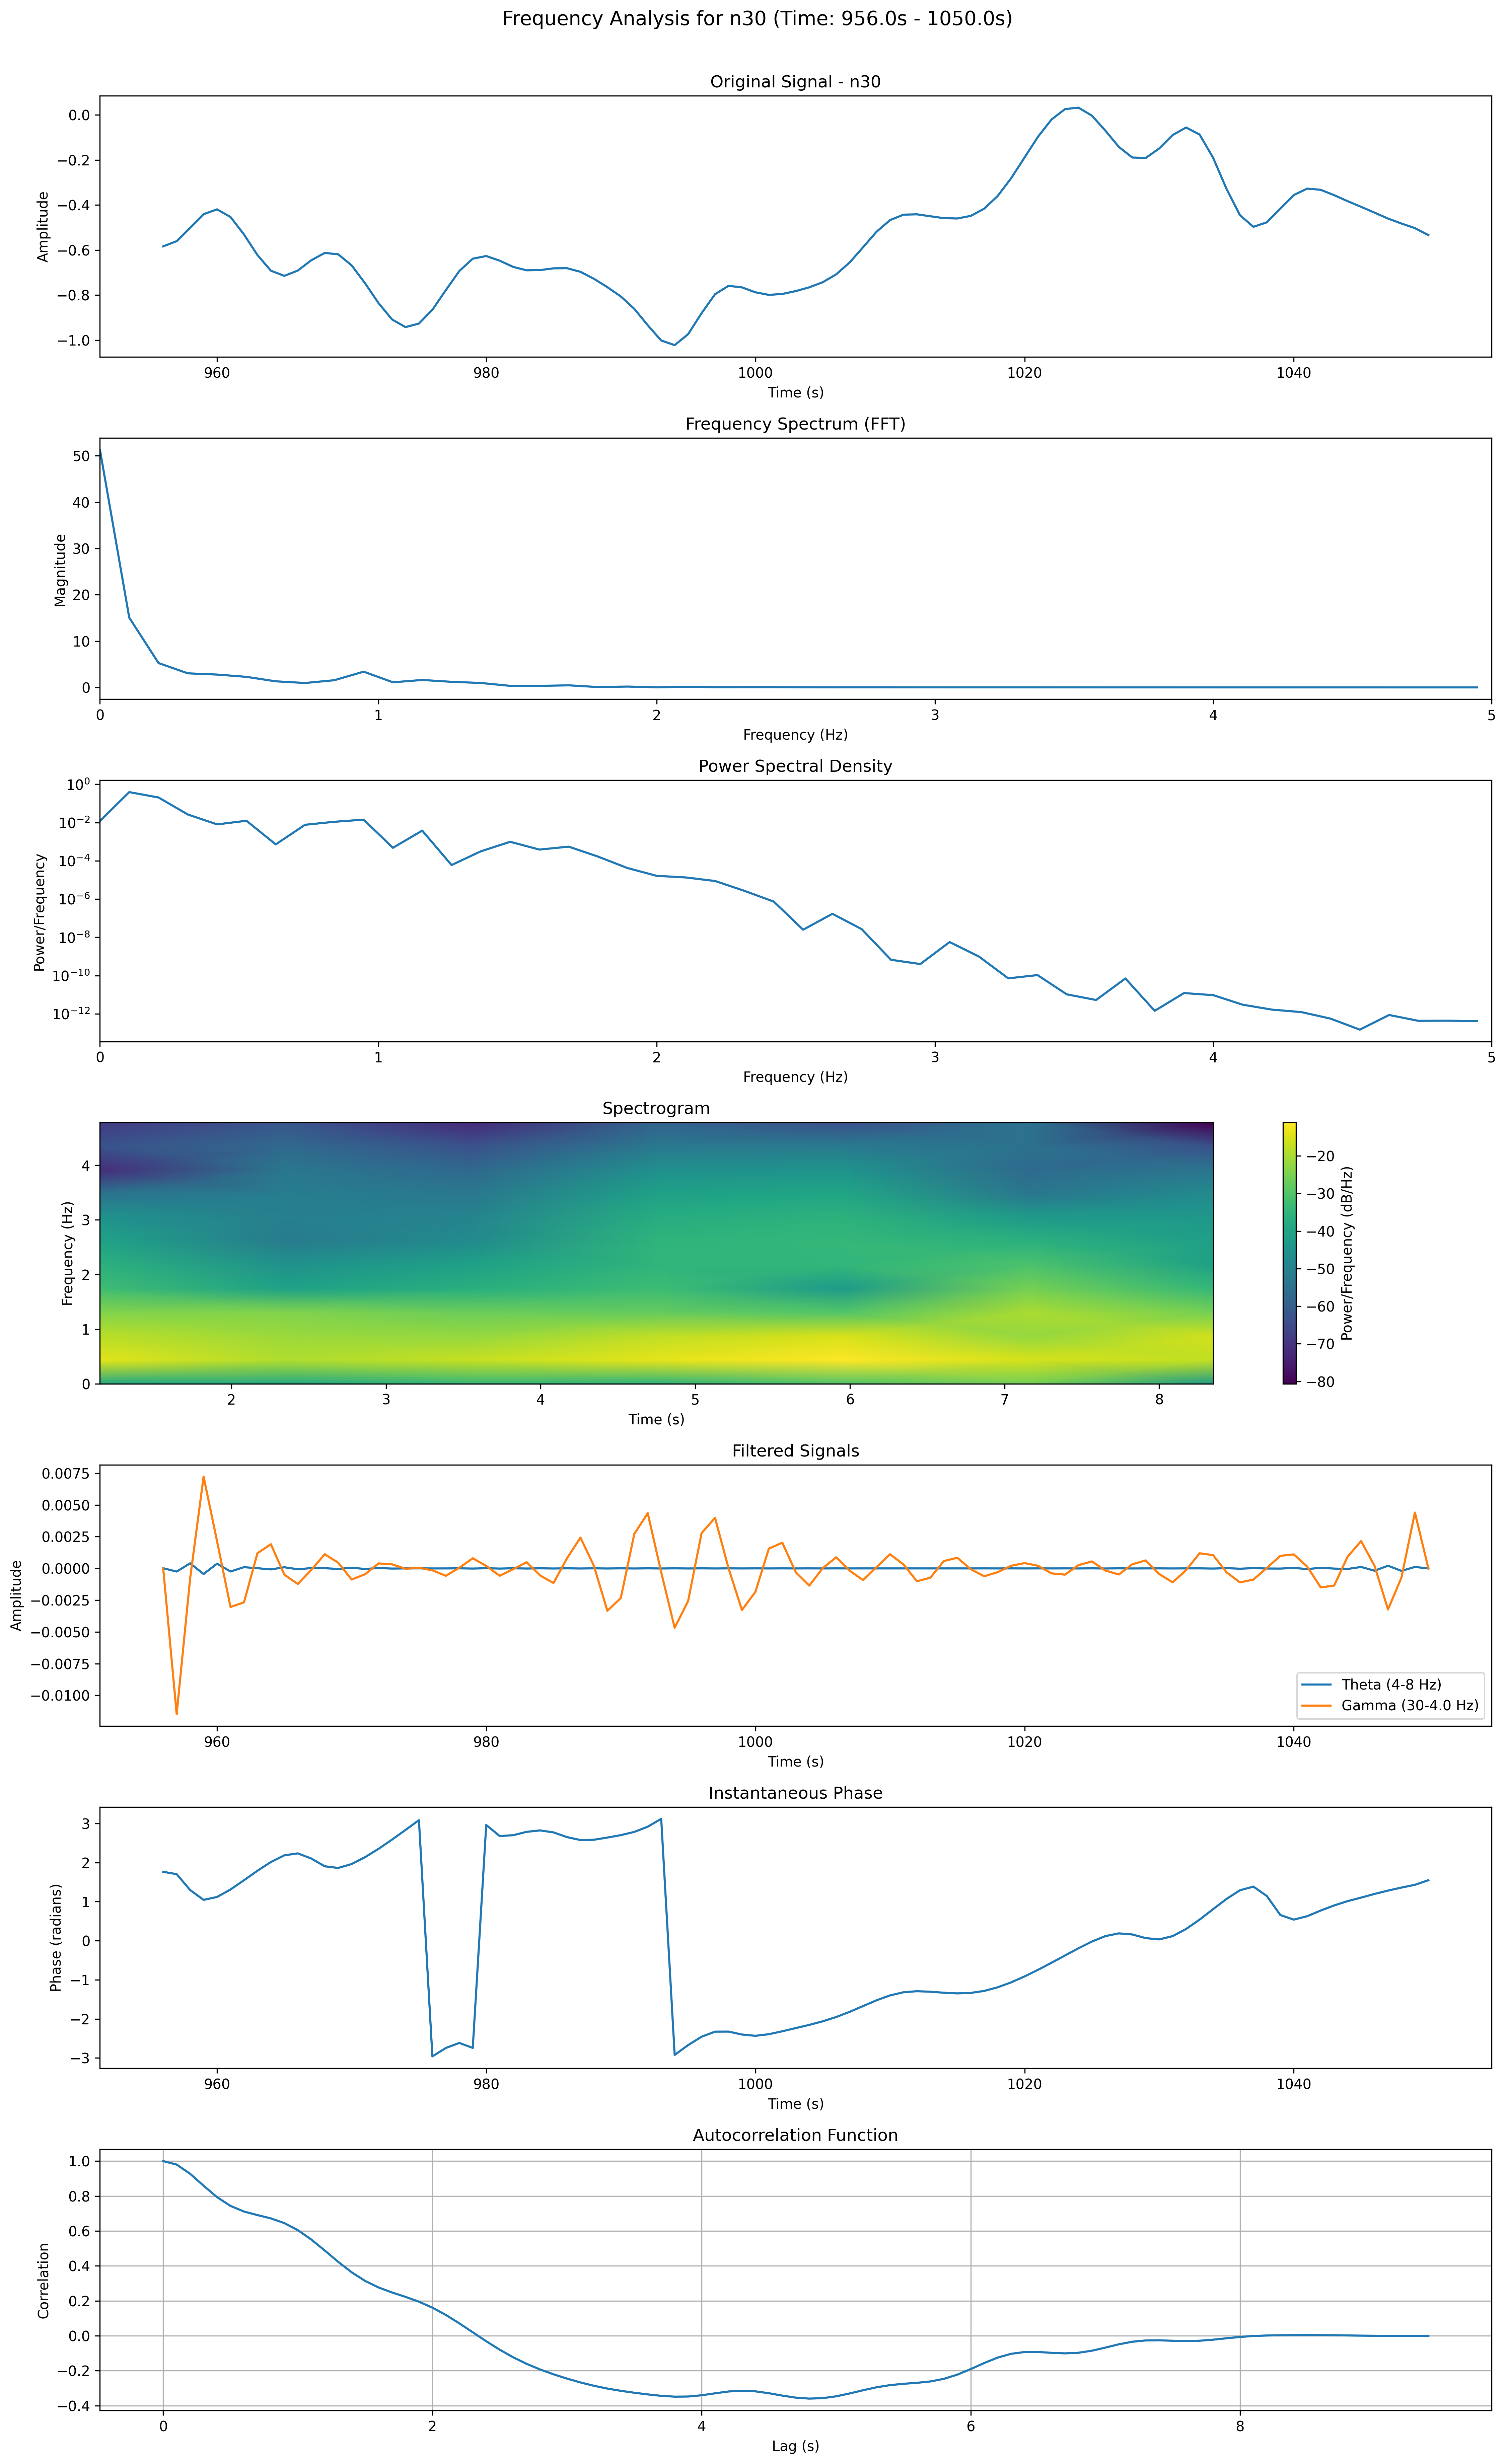 Frequency Analysis for n30 (Time: 956.0s - 1050.0s)
Original Signal - n30
0.0
−0.2
−0.4
−0.6
−0.8
−1.0
Amplitude
960 980 1000 1020 1040
Time (s)
Frequency Spectrum (FFT)
50
40
30
20
10
0
Magnitude
0 1 2 3 4 5
Frequency (Hz)
Power Spectral Density
10⁰
10⁻²
10⁻⁴
10⁻⁶
10⁻⁸
10⁻¹⁰
10⁻¹²
Power/Frequency
0 1 2 3 4 5
Frequency (Hz)
Spectrogram
4
3
2
1
0
Frequency (Hz)
2 3 4 5 6 7 8
Time (s)
−20
−30
−40
−50
−60
−70
−80
Power/Frequency (dB/Hz)
Filtered Signals
0.0075
0.0050
0.0025
0.0000
−0.0025
−0.0050
−0.0075
−0.0100
Amplitude
Theta (4-8 Hz)
Gamma (30-4.0 Hz)
960 980 1000 1020 1040
Time (s)
Instantaneous Phase
3
2
1
0
−1
−2
−3
Phase (radians)
960 980 1000 1020 1040
Time (s)
Autocorrelation Function
1.0
0.8
0.6
0.4
0.2
0.0
−0.2
−0.4
Correlation
0 2 4 6 8
Lag (s)